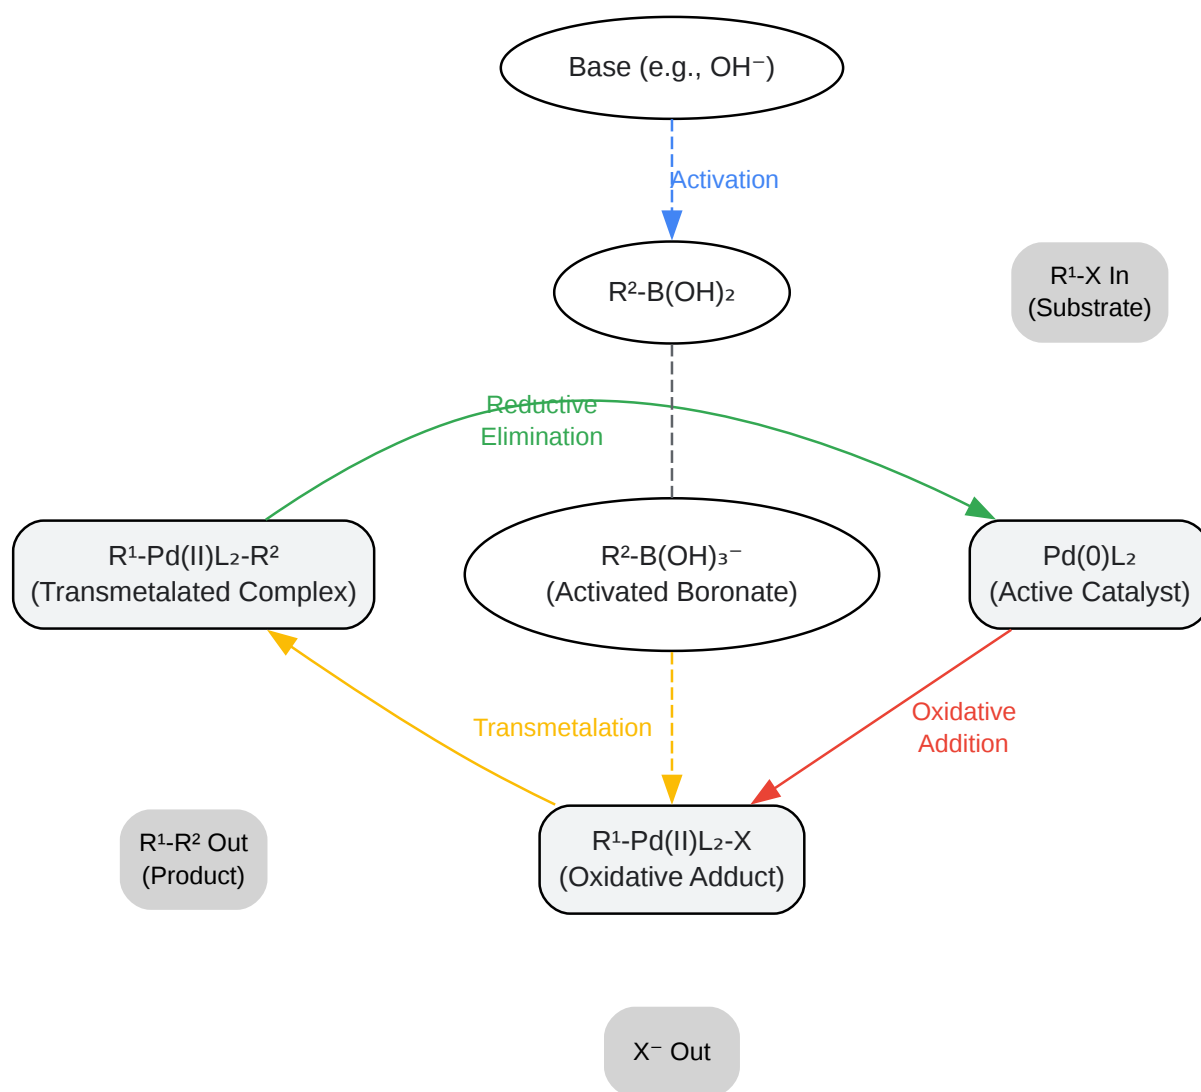 Base (e.g., OH⁻)
Activation
R²-B(OH)₂
R¹-X In
(Substrate)
Reductive
Elimination
R¹-Pd(II)L₂-R²
(Transmetalated Complex)
R²-B(OH)₃⁻
(Activated Boronate)
Pd(0)L₂
(Active Catalyst)
Transmetalation
Oxidative
Addition
R¹-R² Out
(Product)
R¹-Pd(II)L₂-X
(Oxidative Adduct)
X⁻ Out